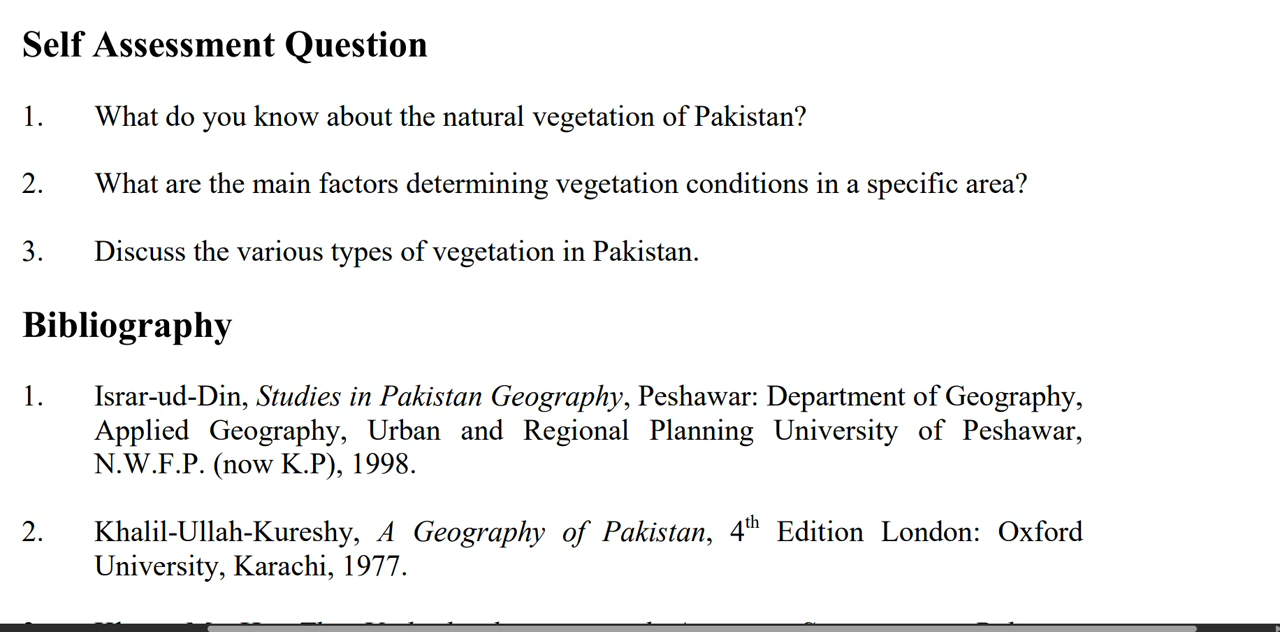 Self Assessment Question
1. What do you know about the natural vegetation of Pakistan?
2. What are the main factors determining vegetation conditions in a specific area?
3. Discuss the various types of vegetation in Pakistan.
Bibliography
1. Israr-ud-Din, Studies in Pakistan Geography, Peshawar: Department of Geography,
Applied Geography, Urban and Regional Planning University of Peshawar,
N.W.F.P. (now K.P), 1998.
2. Khalil-Ullah-Kureshy, A Geography of Pakistan, 4th Edition London: Oxford
University, Karachi, 1977.